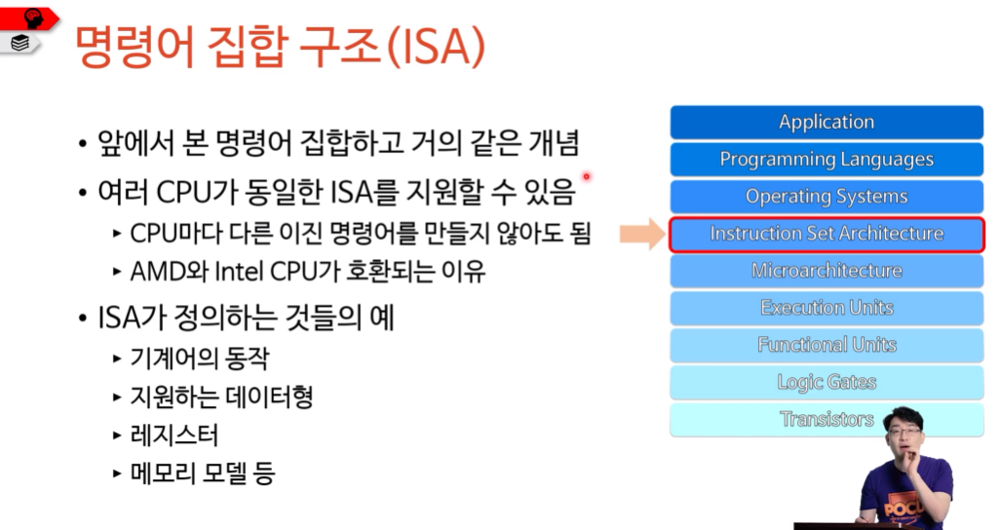 명령어 집합 구조(ISA)
• 앞에서 본 명령어 집합하고 거의 같은 개념
• 여러 CPU가 동일한 ISA를 지원할 수 있음
▸ CPU마다 다른 이진 명령어를 만들지 않아도 됨
▸ AMD와 Intel CPU가 호환되는 이유
• ISA가 정의하는 것들의 예
▸ 기계어의 동작
▸ 지원하는 데이터형
▸ 레지스터
▸ 메모리 모델 등
Application
Programming Languages
Operating Systems
Instruction Set Architecture
Microarchitecture
Execution Units
Functional Units
Logic Gates
Transistors
POCU